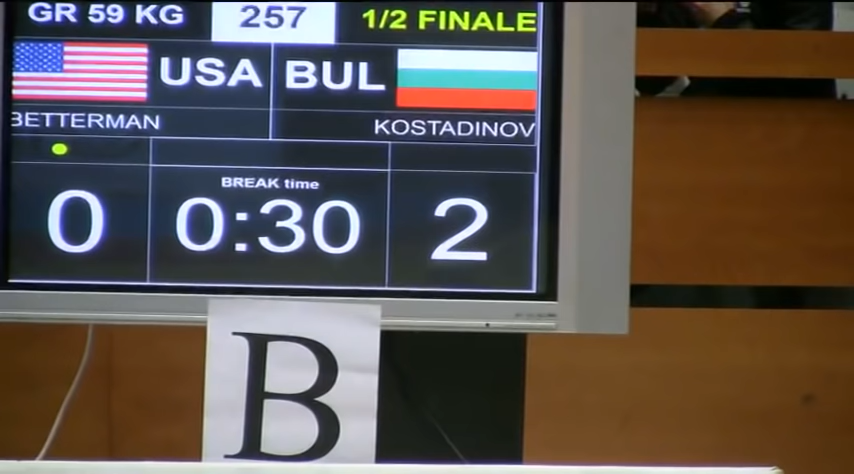 GR 59 KG 257 1/2 FINALE
USA BUL
BETTERMAN KOSTADINOV
BREAK time
0 0:30 2
B